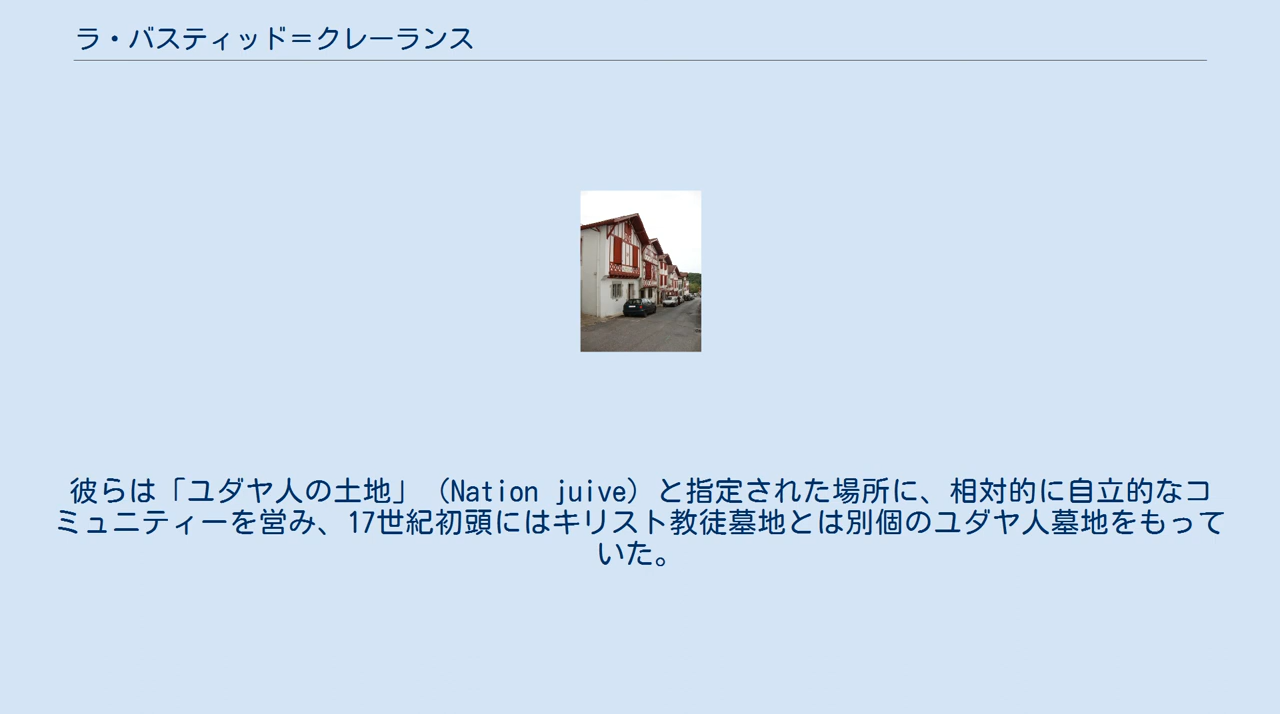 ラ・バスティッド＝クレーランス
彼らは「ユダヤ人の土地」（Nation juive）と指定された場所に、相対的に自立的なコ
ミュニティーを営み、17世紀初頭にはキリスト教徒墓地とは別個のユダヤ人墓地をもって
いた。